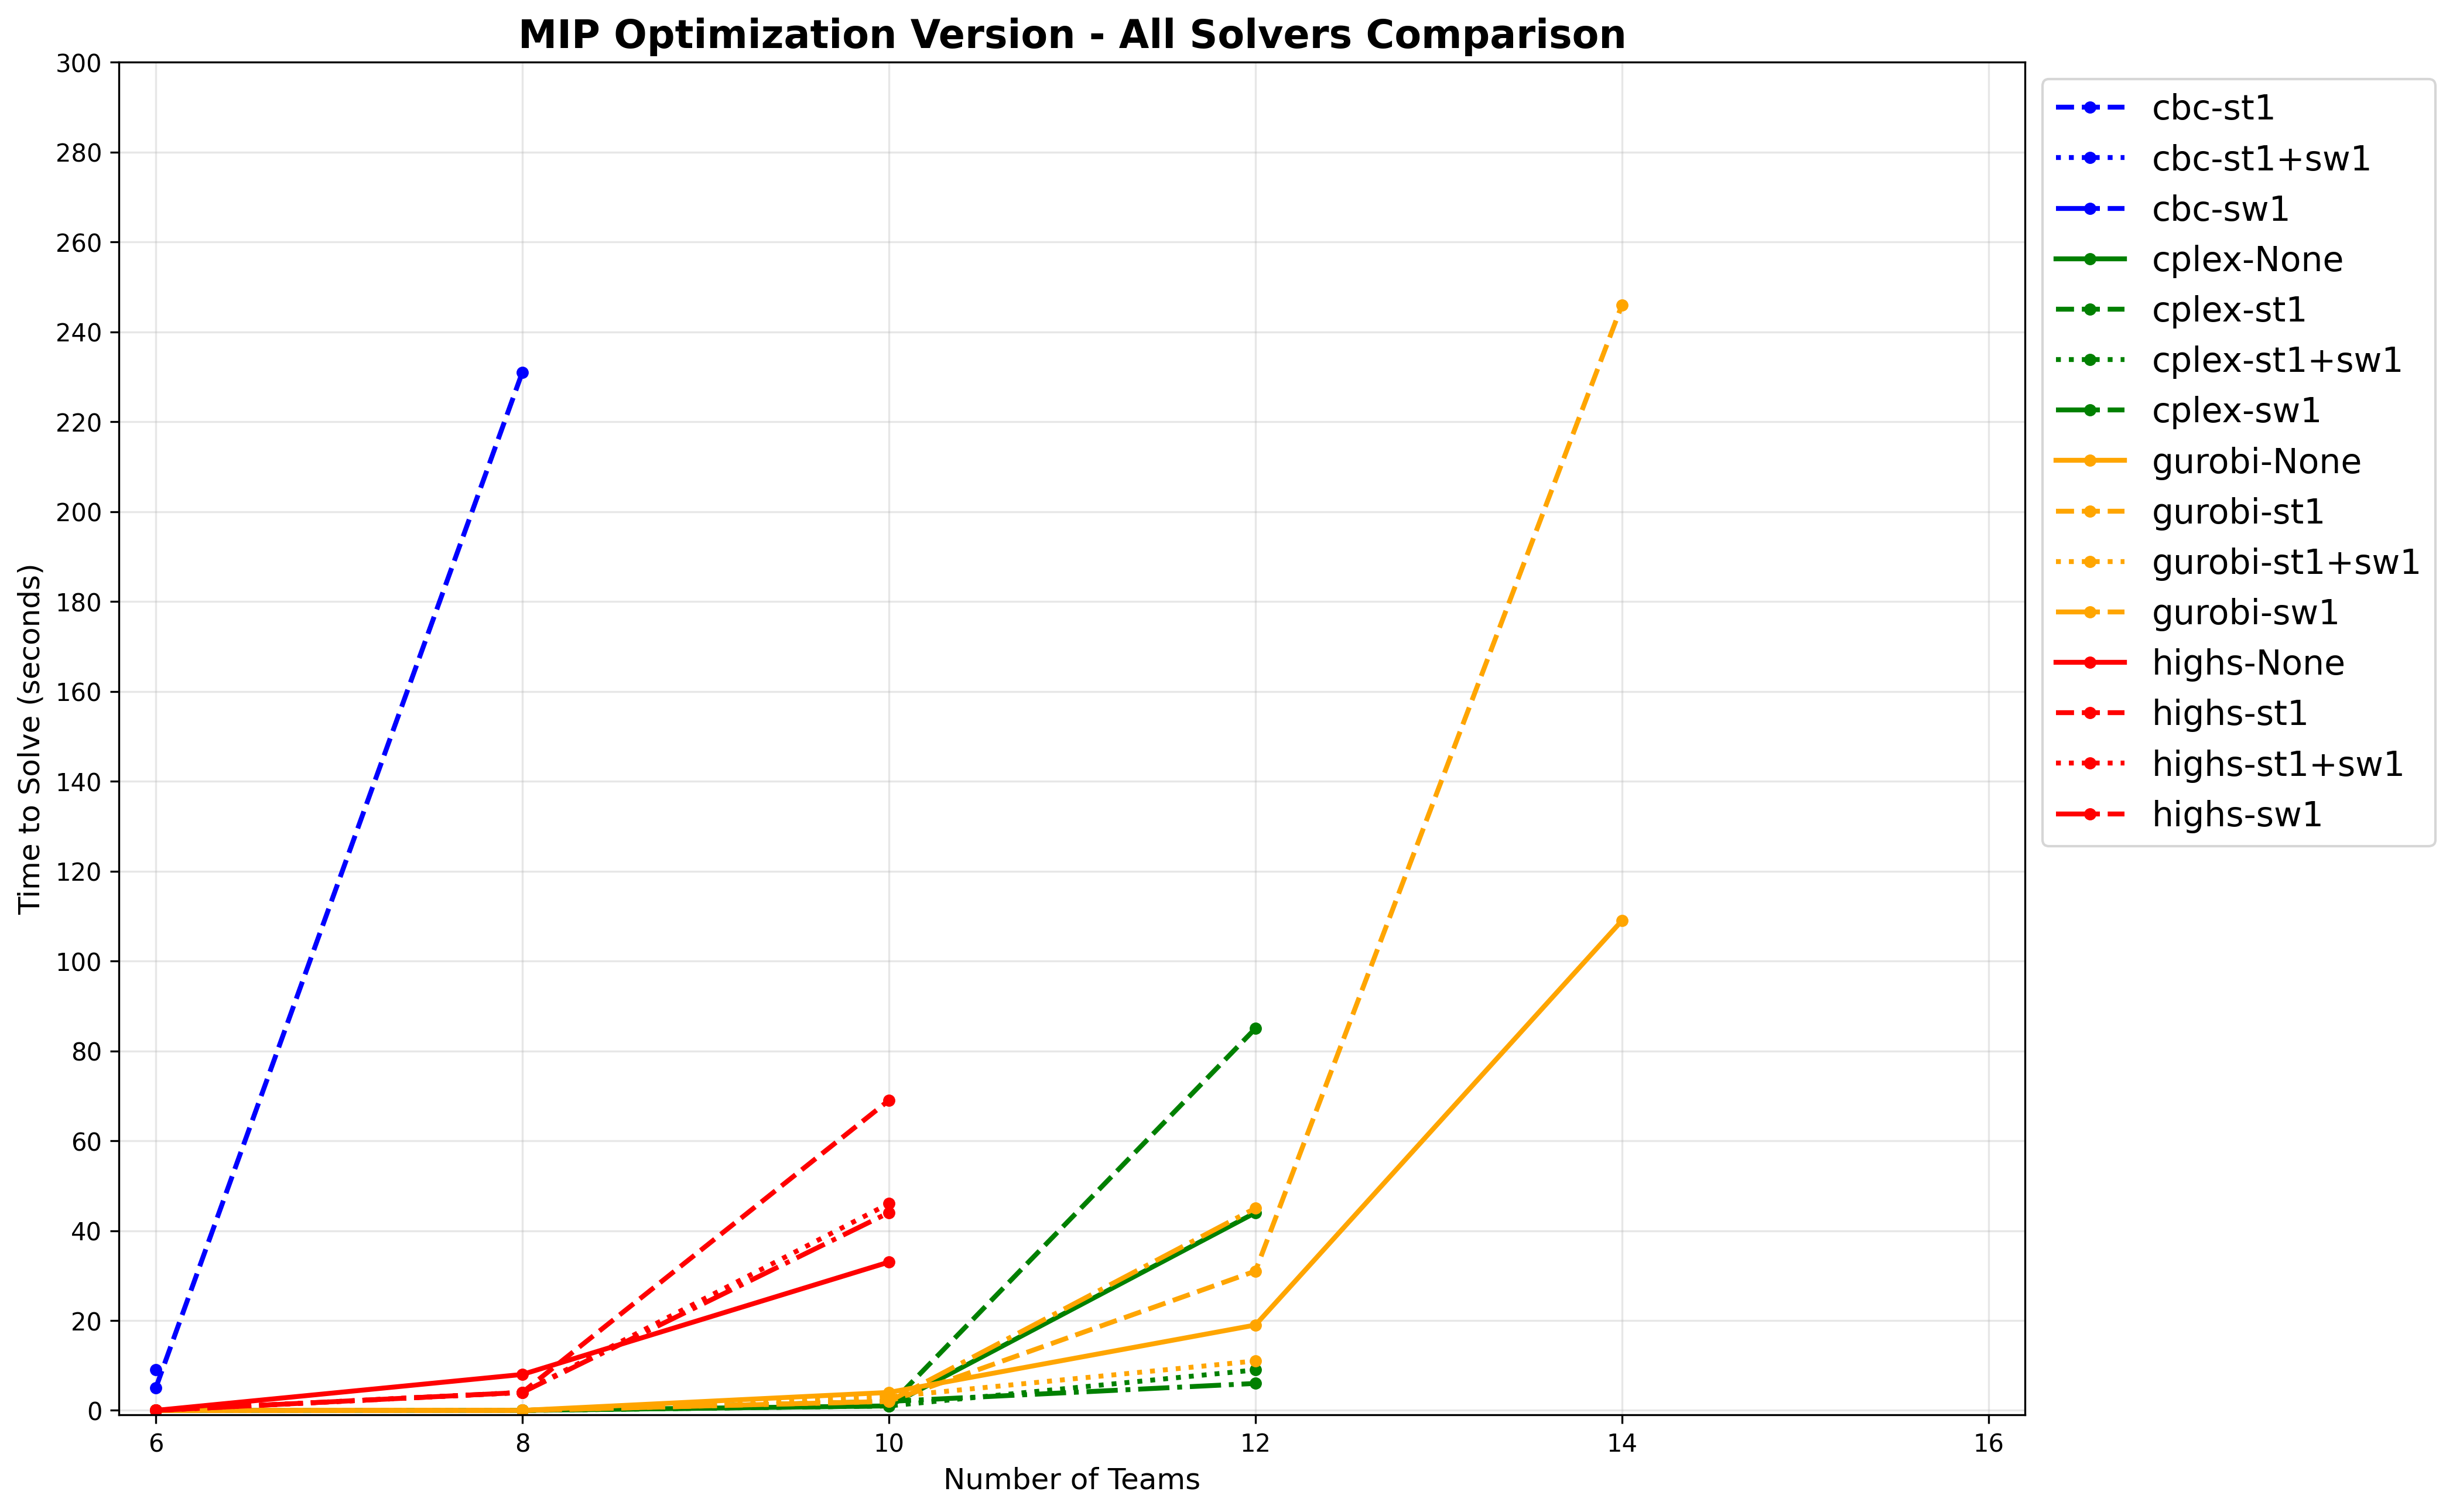 MIP Optimization Version - All Solvers Comparison
Time to Solve (seconds)
300
280
260
240
220
200
180
160
140
120
100
80
60
40
20
0
6 8 10 12 14 16
Number of Teams
cbc-st1
cbc-st1+sw1
cbc-sw1
cplex-None
cplex-st1
cplex-st1+sw1
cplex-sw1
gurobi-None
gurobi-st1
gurobi-st1+sw1
gurobi-sw1
highs-None
highs-st1
highs-st1+sw1
highs-sw1